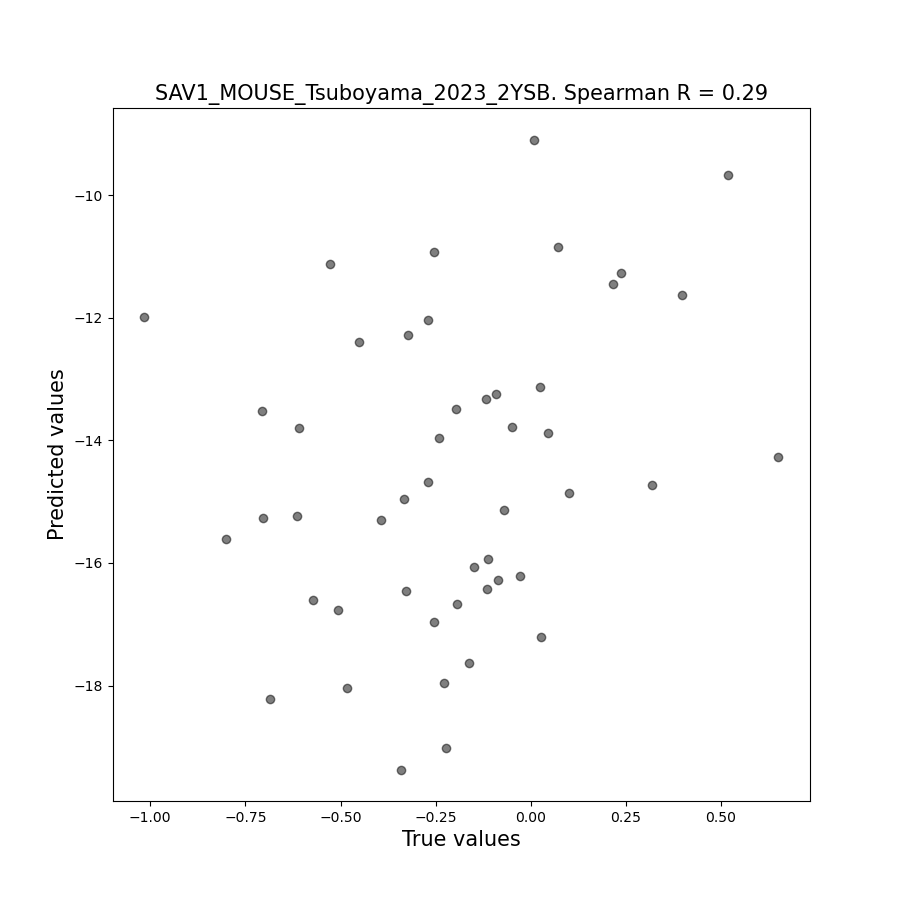 SAV1_MOUSE_Tsuboyama_2023_2YSB. Spearman R = 0.29
−10
−12
−14
−16
−18
Predicted values
−1.00 −0.75 −0.50 −0.25 0.00 0.25 0.50
True values